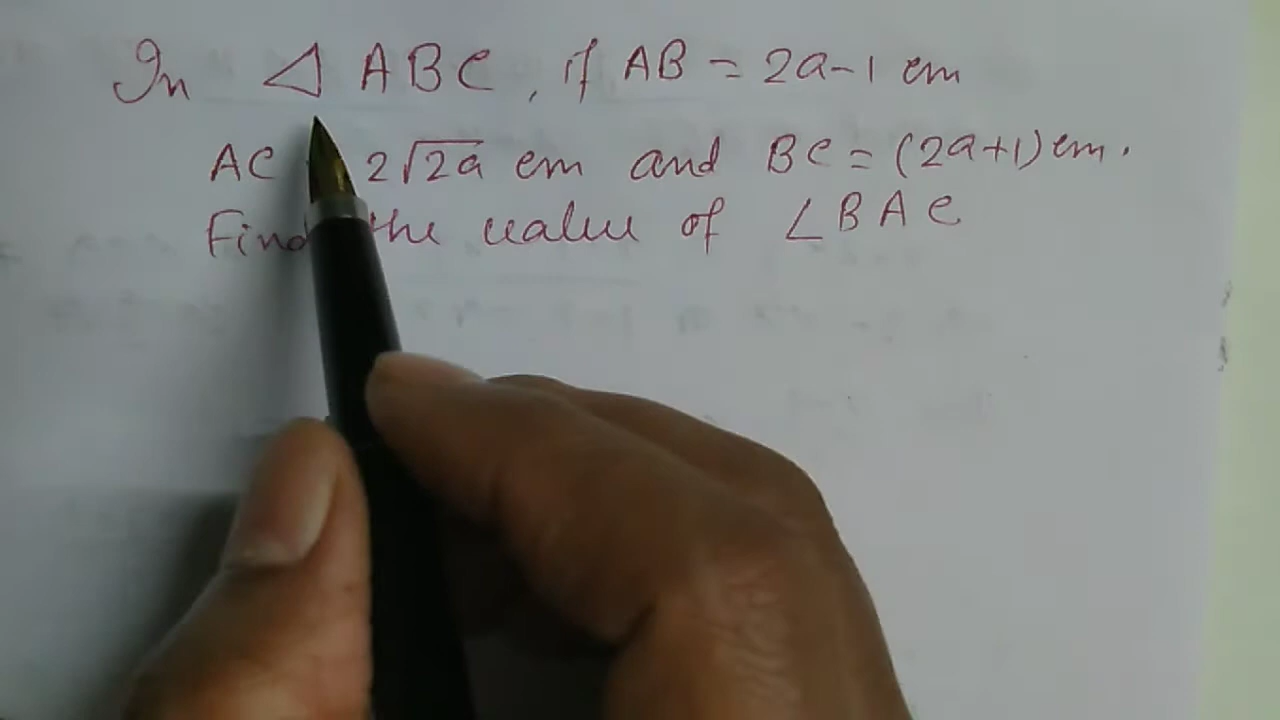 In △ ABC, if AB = 2a-1 cm
AC 2√2a cm and BC = (2a+1) cm.
Find the value of ∠BAC